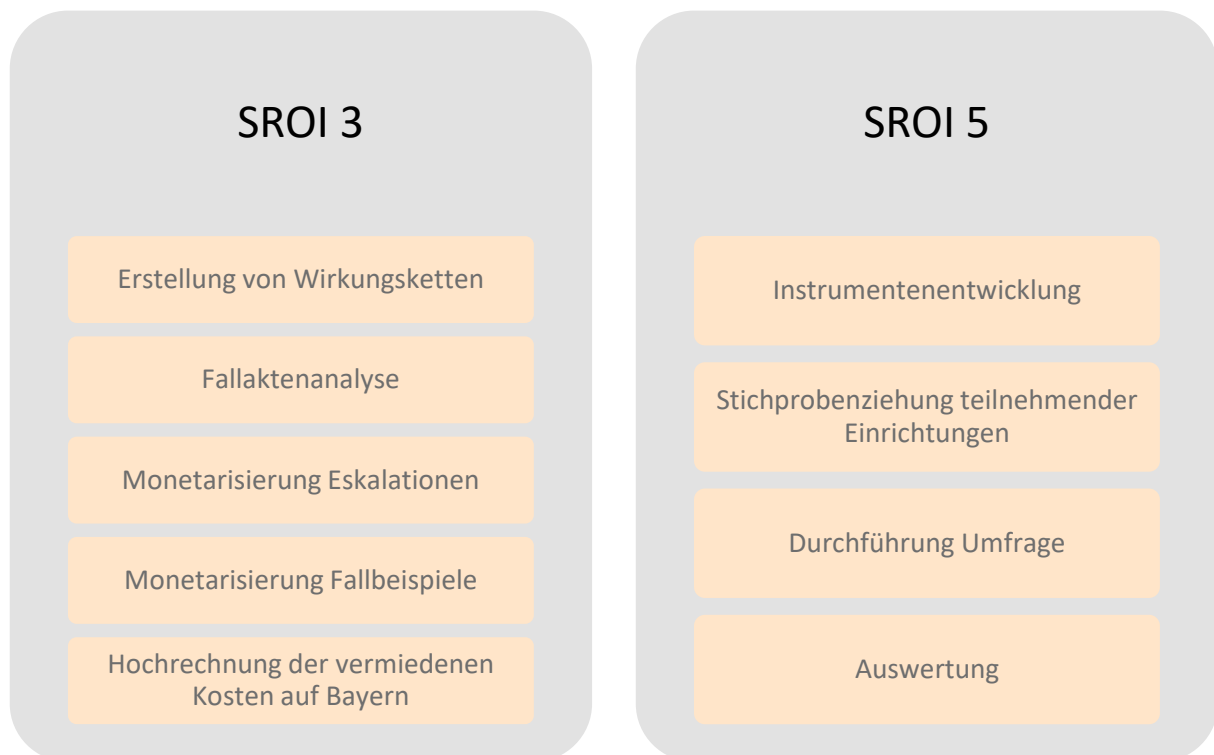 SROI 3
Erstellung von Wirkungsketten
Fallaktenanalyse
Monetarisierung Eskalationen
Monetarisierung Fallbeispiele
Hochrechnung der vermiedenen
Kosten auf Bayern
SROI 5
Instrumentenentwicklung
Stichprobenziehung teilnehmender
Einrichtungen
Durchführung Umfrage
Auswertung